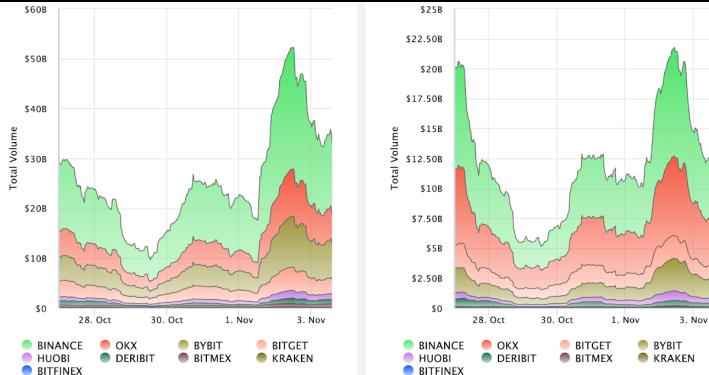 $60B
$50B
$40B
$30B
$20B
$10B
$0
Total Volume
28. Oct
30. Oct
1. Nov
3. Nov
BINANCE
OKX
BYBIT
BITGET
HUOBI
DERIBIT
BITMEX
KRAKEN
BITFINEX
$25B
$22.50B
$20B
$17.50B
$15B
$12.50B
$10B
$7.50B
$5B
$2.50B
$0
Total Volume
28. Oct
30. Oct
1. Nov
3. Nov
BINANCE
OKX
BITGET
BYBIT
HUOBI
DERIBIT
BITMEX
KRAKEN
BITFINEX